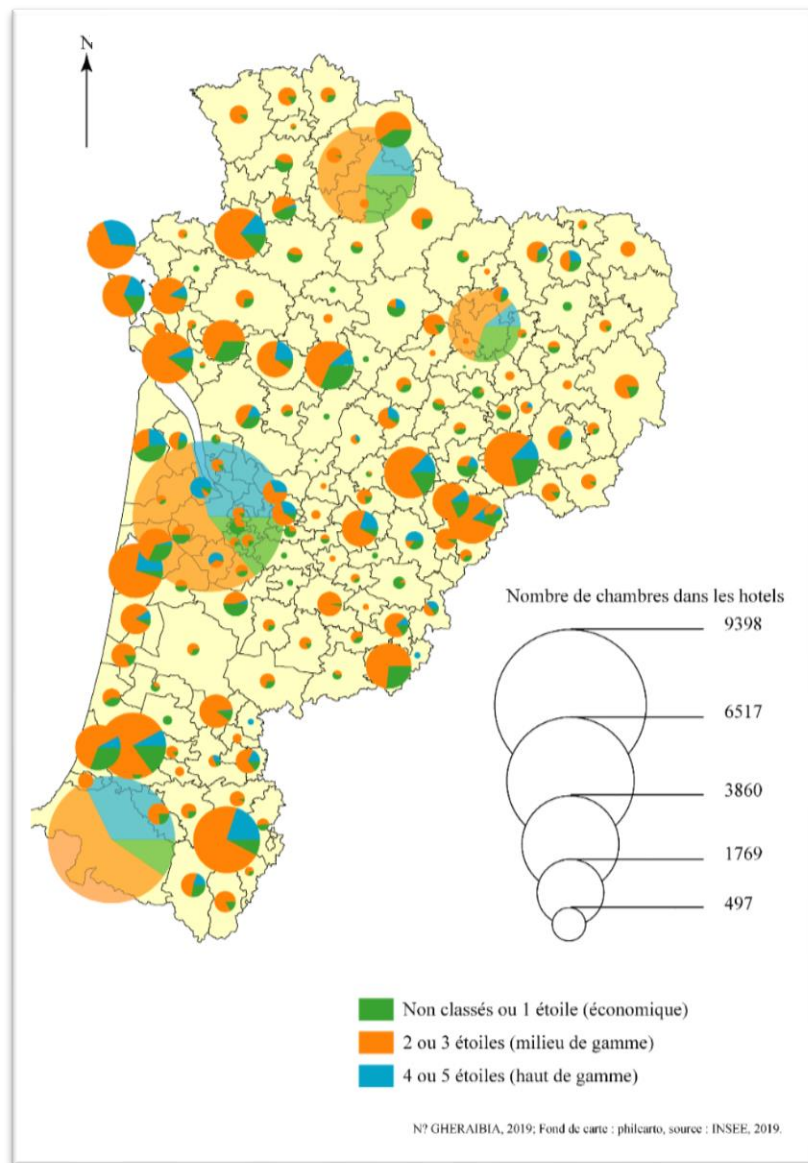 N
Nombre de chambres dans les hotels
9398
6517
3860
1769
497
Non classés ou 1 étoile (économique)
2 ou 3 étoiles (milieu de gamme)
4 ou 5 étoiles (haut de gamme)
N? GHERAIBIA, 2019; Fond de carte : philcarto, source : INSEE, 2019.